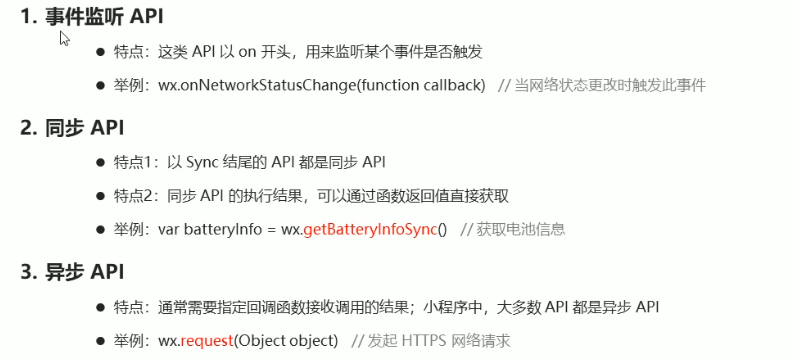 1. 事件监听 API
● 特点：这类 API 以 on 开头，用来监听某个事件是否触发
● 举例：wx.onNetworkStatusChange(function callback) // 当网络状态更改时触发此事件
2. 同步 API
● 特点1：以 Sync 结尾的 API 都是同步 API
● 特点2：同步 API 的执行结果，可以通过函数返回值直接获取
● 举例：var batteryInfo = wx.getBatteryInfoSync() // 获取电池信息
3. 异步 API
● 特点：通常需要指定回调函数接收调用的结果；小程序中，大多数 API 都是异步 API
● 举例：wx.request(Object object) // 发起 HTTPS 网络请求